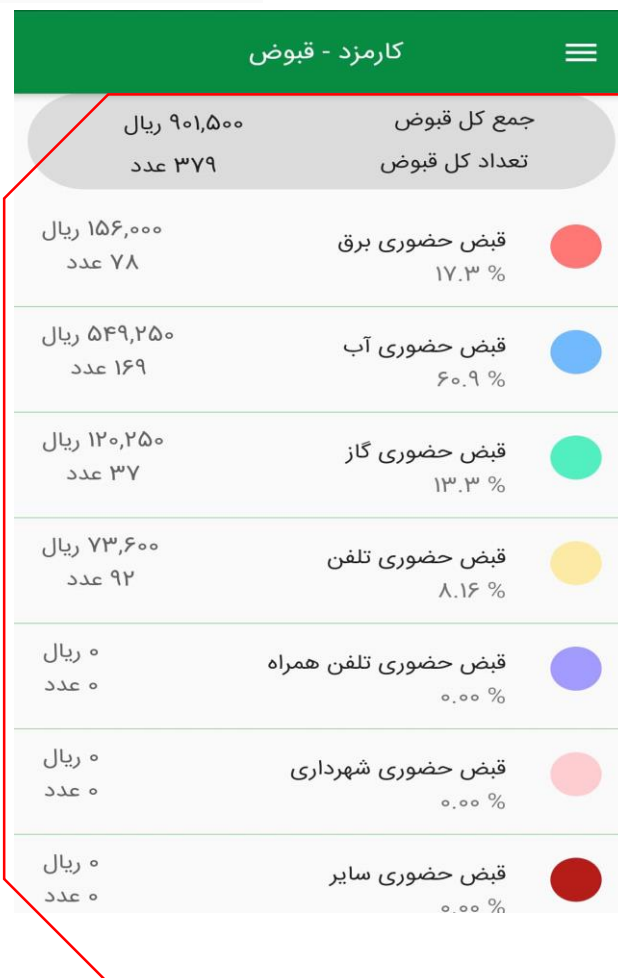 کارمزد - قبوض
جمع کل قبوض ۹۰۱,۵۰۰ ریال
تعداد کل قبوض ۳۷۹ عدد
قبض حضوری برق ۱۵۶,۰۰۰ ریال
۱۷.۳ % ۷۸ عدد
قبض حضوری آب ۵۴۹,۲۵۰ ریال
۶۰.۹ % ۱۶۹ عدد
قبض حضوری گاز ۱۲۰,۲۵۰ ریال
۱۳.۳ % ۳۷ عدد
قبض حضوری تلفن ۷۳,۶۰۰ ریال
۸.۱۶ % ۹۲ عدد
قبض حضوری تلفن همراه ۰ ریال
۰.۰۰ % ۰ عدد
قبض حضوری شهرداری ۰ ریال
۰.۰۰ % ۰ عدد
قبض حضوری سایر ۰ ریال
۰.۰۰ % ۰ عدد